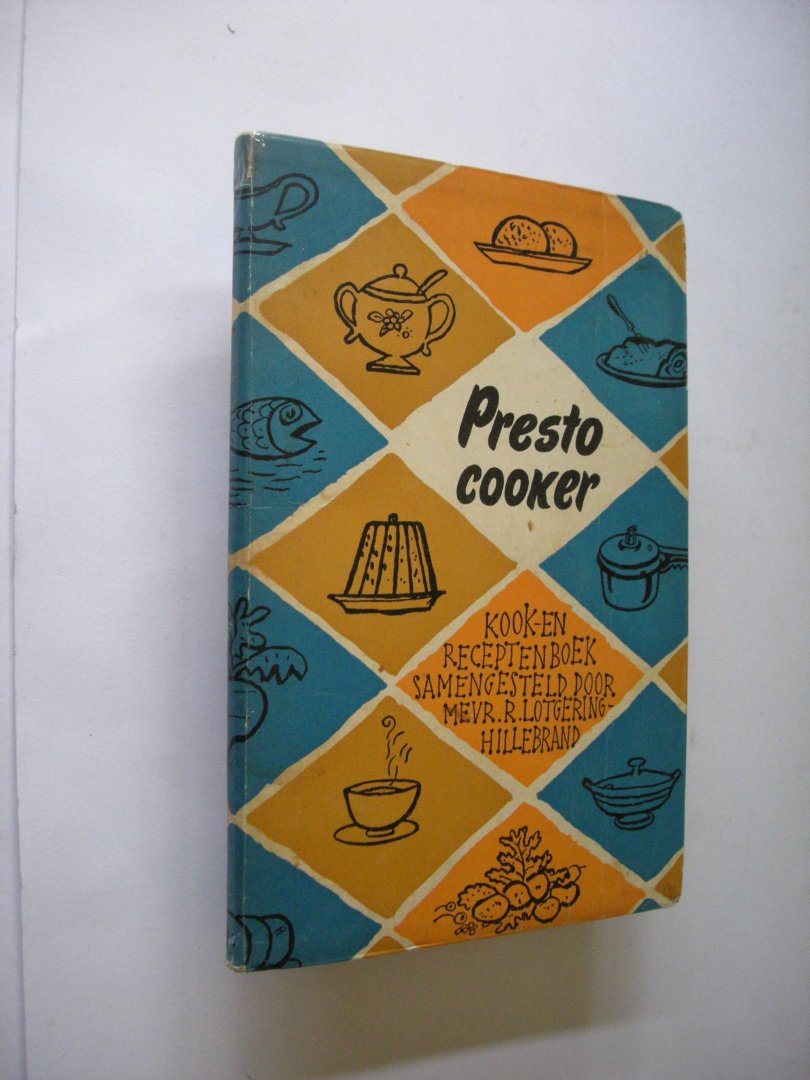 Presto
cooker
KOOK-EN
RECEPTENBOEK
SAMENGESTELD DOOR
MEVR. R. LOTGERING-
HILLEBRAND